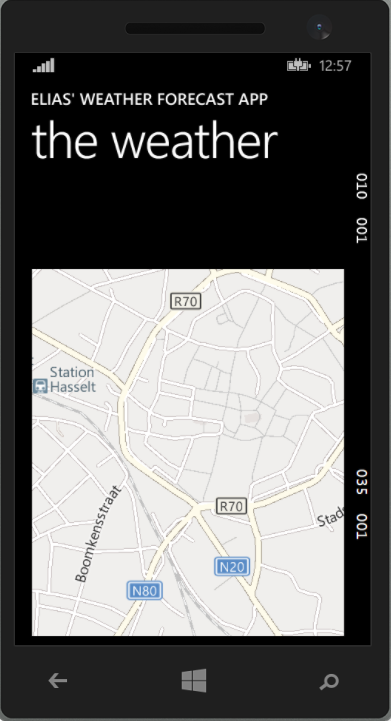 12:57
ELIAS' WEATHER FORECAST APP
the weather
010 001
R70
Station
Hasselt
035 001
R70
Boomkensstraat
N20
N80